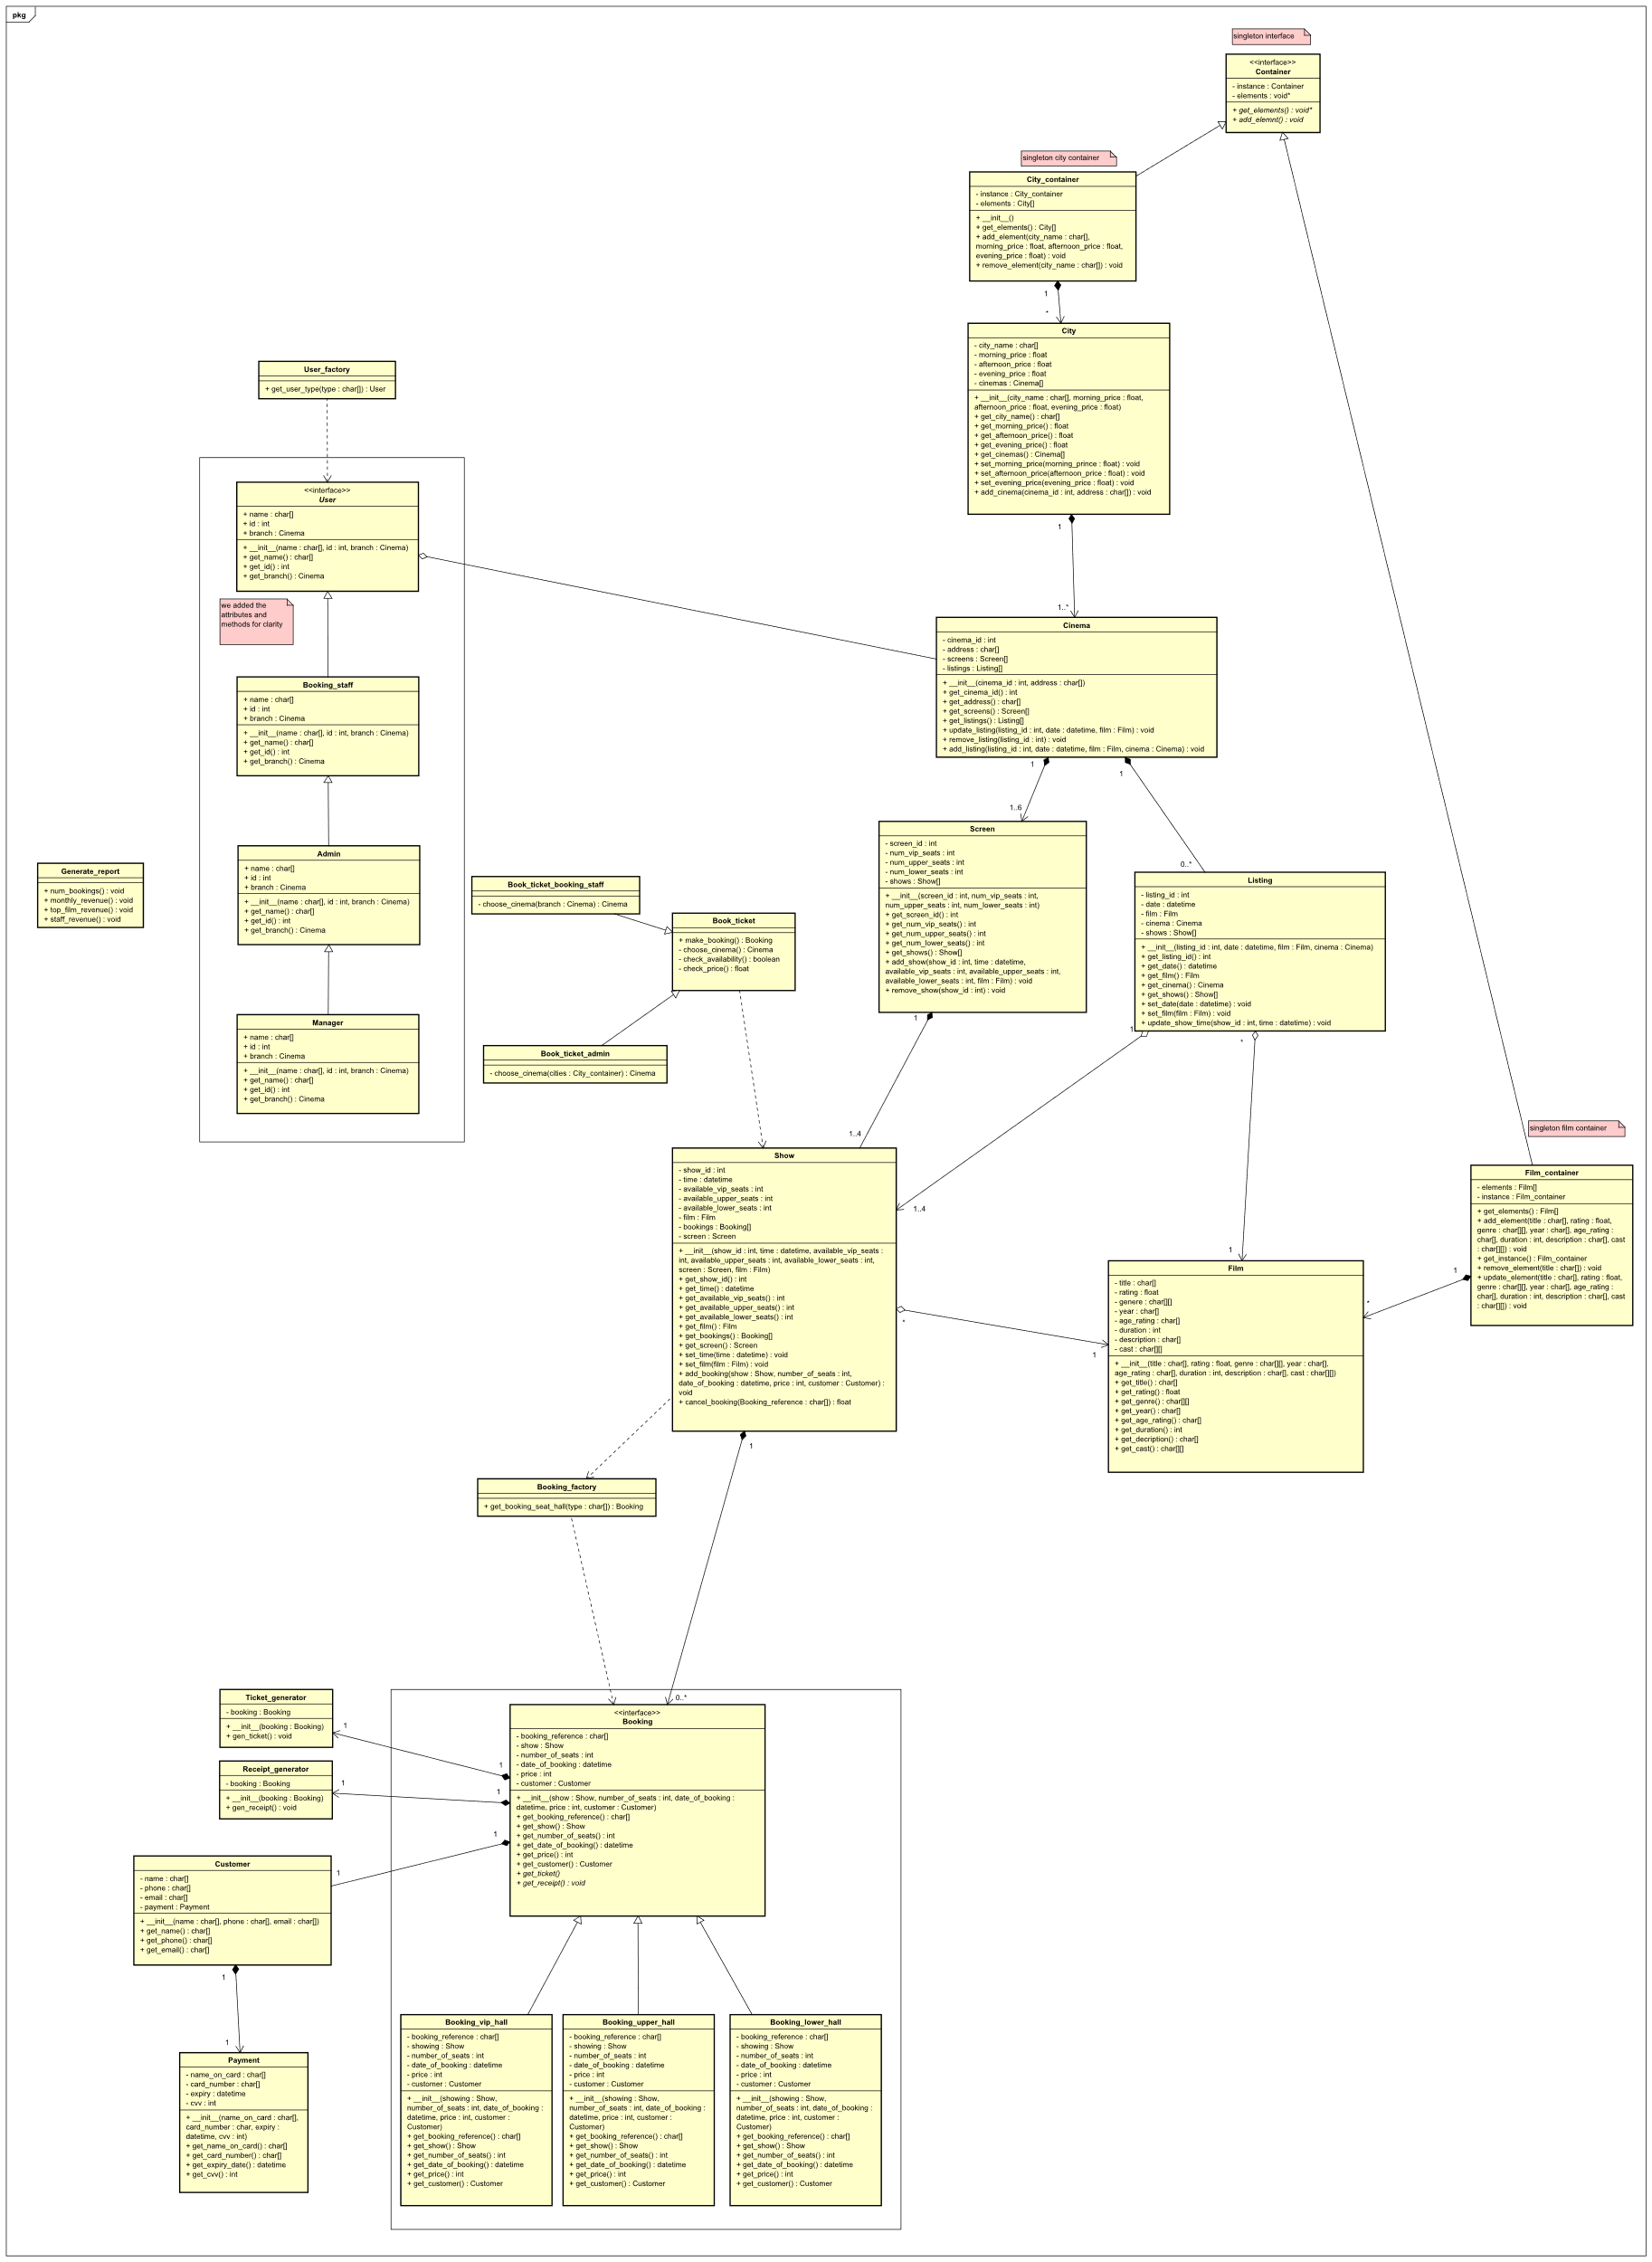 pkg
singleton interface
<<interface>>
Container
- instance : Container
- elements : void*
+ get_elements() : void*
+ add_elemnt() : void
singleton city container
City_container
- instance : City_container
- elements : City[]
+ __init__()
+ get_elements() : City[]
+ add_element(city_name : char[],
morning_price : float, afternoon_price : float,
evening_price : float) : void
+ remove_element(city_name : char[]) : void
1
*
City
- city_name : char[]
- morning_price : float
- afternoon_price : float
- evening_price : float
- cinemas : Cinema[]
+ __init__(city_name : char[], morning_price : float,
afternoon_price : float, evening_price : float)
+ get_city_name() : char[]
+ get_morning_price() : float
+ get_afternoon_price() : float
+ get_evening_price() : float
+ get_cinemas() : Cinema[]
+ set_morning_price(morning_prince : float) : void
+ set_afternoon_price(afternoon_price : float) : void
+ set_evening_price(evening_price : float) : void
+ add_cinema(cinema_id : int, address : char[]) : void
1
1..*
User_factory
+ get_user_type(type : char[]) : User
<<interface>>
User
+ name : char[]
+ id : int
+ branch : Cinema
+ __init__(name : char[], id : int, branch : Cinema)
+ get_name() : char[]
+ get_id() : int
+ get_branch() : Cinema
we added the
attributes and
methods for clarity
Booking_staff
+ name : char[]
+ id : int
+ branch : Cinema
+ __init__(name : char[], id : int, branch : Cinema)
+ get_name() : char[]
+ get_id() : int
+ get_branch() : Cinema
Admin
+ name : char[]
+ id : int
+ branch : Cinema
+ __init__(name : char[], id : int, branch : Cinema)
+ get_name() : char[]
+ get_id() : int
+ get_branch() : Cinema
Manager
+ name : char[]
+ id : int
+ branch : Cinema
+ __init__(name : char[], id : int, branch : Cinema)
+ get_name() : char[]
+ get_id() : int
+ get_branch() : Cinema
Generate_report
+ num_bookings() : void
+ monthly_revenue() : void
+ top_film_revenue() : void
+ staff_revenue() : void
Cinema
- cinema_id : int
- address : char[]
- screens : Screen[]
- listings : Listing[]
+ __init__(cinema_id : int, address : char[])
+ get_cinema_id() : int
+ get_address() : char[]
+ get_screens() : Screen[]
+ get_listings() : Listing[]
+ update_listing(listing_id : int, date : datetime, film : Film) : void
+ remove_listing(listing_id : int) : void
+ add_listing(listing_id : int, date : datetime, film : Film, cinema : Cinema) : void
1
1
1..6
0..*
Book_ticket_booking_staff
- choose_cinema(branch : Cinema) : Cinema
Book_ticket
+ make_booking() : Booking
- choose_cinema() : Cinema
- check_availability() : boolean
- check_price() : float
Book_ticket_admin
- choose_cinema(cities : City_container) : Cinema
Screen
- screen_id : int
- num_vip_seats : int
- num_upper_seats : int
- num_lower_seats : int
- shows : Show[]
+ __init__(screen_id : int, num_vip_seats : int,
num_upper_seats : int, num_lower_seats : int)
+ get_screen_id() : int
+ get_num_vip_seats() : int
+ get_num_upper_seats() : int
+ get_num_lower_seats() : int
+ get_shows() : Show[]
+ add_show(show_id : int, time : datetime,
available_vip_seats : int, available_upper_seats : int,
available_lower_seats : int, film : Film) : void
+ remove_show(show_id : int) : void
1
1..4
Listing
- listing_id : int
- date : datetime
- film : Film
- cinema : Cinema
- shows : Show[]
+ __init__(listing_id : int, date : datetime, film : Film, cinema : Cinema)
+ get_listing_id() : int
+ get_date() : datetime
+ get_film() : Film
+ get_cinema() : Cinema
+ get_shows() : Show[]
+ set_date(date : datetime) : void
+ set_film(film : Film) : void
+ update_show_time(show_id : int, time : datetime) : void
1
*
1..4
1
singleton film container
Film_container
- elements : Film[]
- instance : Film_container
+ get_elements() : Film[]
+ add_element(title : char[], rating : float,
genre : char[][], year : char[], age_rating :
char[], duration : int, description : char[], cast
: char[][]) : void
+ get_instance() : Film_container
+ remove_element(title : char[]) : void
+ update_element(title : char[], rating : float,
genre : char[][], year : char[], age_rating :
char[], duration : int, description : char[], cast
: char[][]) : void
1
*
Show
- show_id : int
- time : datetime
- available_vip_seats : int
- available_upper_seats : int
- available_lower_seats : int
- film : Film
- bookings : Booking[]
- screen : Screen
+ __init__(show_id : int, time : datetime, available_vip_seats :
int, available_upper_seats : int, available_lower_seats : int,
screen : Screen, film : Film)
+ get_show_id() : int
+ get_time() : datetime
+ get_available_vip_seats() : int
+ get_available_upper_seats() : int
+ get_available_lower_seats() : int
+ get_film() : Film
+ get_bookings() : Booking[]
+ get_screen() : Screen
+ set_time(time : datetime) : void
+ set_film(film : Film) : void
+ add_booking(show : Show, number_of_seats : int,
date_of_booking : datetime, price : int, customer : Customer) :
void
+ cancel_booking(Booking_reference : char[]) : float
*
1
1
0..*
Film
- title : char[]
- rating : float
- genere : char[][]
- year : char[]
- age_rating : char[]
- duration : int
- description : char[]
- cast : char[][]
+ __init__(title : char[], rating : float, genre : char[][], year : char[],
age_rating : char[], duration : int, description : char[], cast : char[][])
+ get_title() : char[]
+ get_rating() : float
+ get_genre() : char[][]
+ get_year() : char[]
+ get_age_rating() : char[]
+ get_duration() : int
+ get_decription() : char[]
+ get_cast() : char[][]
Booking_factory
+ get_booking_seat_hall(type : char[]) : Booking
Ticket_generator
- booking : Booking
+ __init__(booking : Booking)
+ gen_ticket() : void
1
1
Receipt_generator
- booking : Booking
+ __init__(booking : Booking)
+ gen_receipt() : void
1
1
<<interface>>
Booking
- booking_reference : char[]
- show : Show
- number_of_seats : int
- date_of_booking : datetime
- price : int
- customer : Customer
+ __init__(show : Show, number_of_seats : int, date_of_booking :
datetime, price : int, customer : Customer)
+ get_booking_reference() : char[]
+ get_show() : Show
+ get_number_of_seats() : int
+ get_date_of_booking() : datetime
+ get_price() : int
+ get_customer() : Customer
+ get_ticket()
+ get_receipt() : void
1
1
Customer
- name : char[]
- phone : char[]
- email : char[]
- payment : Payment
+ __init__(name : char[], phone : char[], email : char[])
+ get_name() : char[]
+ get_phone() : char[]
+ get_email() : char[]
1
1
Payment
- name_on_card : char[]
- card_number : char[]
- expiry : datetime
- cvv : int
+ __init__(name_on_card : char[],
card_number : char, expiry :
datetime, cvv : int)
+ get_name_on_card() : char[]
+ get_card_number() : char[]
+ get_expiry_date() : datetime
+ get_cvv() : int
Booking_vip_hall
- booking_reference : char[]
- showing : Show
- number_of_seats : int
- date_of_booking : datetime
- price : int
- customer : Customer
+ __init__(showing : Show,
number_of_seats : int, date_of_booking :
datetime, price : int, customer :
Customer)
+ get_booking_reference() : char[]
+ get_show() : Show
+ get_number_of_seats() : int
+ get_date_of_booking() : datetime
+ get_price() : int
+ get_customer() : Customer
Booking_upper_hall
- booking_reference : char[]
- showing : Show
- number_of_seats : int
- date_of_booking : datetime
- price : int
- customer : Customer
+ __init__(showing : Show,
number_of_seats : int, date_of_booking :
datetime, price : int, customer :
Customer)
+ get_booking_reference() : char[]
+ get_show() : Show
+ get_number_of_seats() : int
+ get_date_of_booking() : datetime
+ get_price() : int
+ get_customer() : Customer
Booking_lower_hall
- booking_reference : char[]
- showing : Show
- number_of_seats : int
- date_of_booking : datetime
- price : int
- customer : Customer
+ __init__(showing : Show,
number_of_seats : int, date_of_booking :
datetime, price : int, customer :
Customer)
+ get_booking_reference() : char[]
+ get_show() : Show
+ get_number_of_seats() : int
+ get_date_of_booking() : datetime
+ get_price() : int
+ get_customer() : Customer